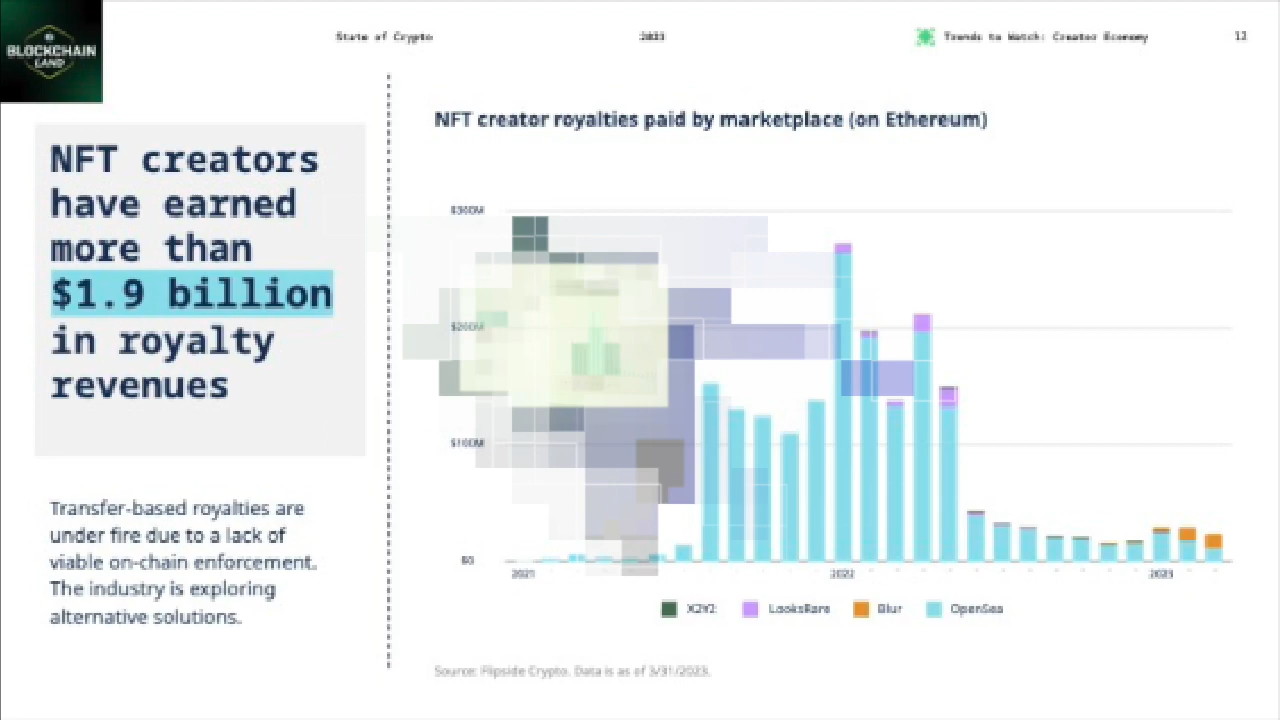 BLOCKCHAIN
LAND
State of Crypto
2023
Trends to Watch: Creator Economy
12
NFT creators
have earned
more than
$1.9 billion
in royalty
revenues
Transfer-based royalties are
under fire due to a lack of
viable on-chain enforcement.
The industry is exploring
alternative solutions.
NFT creator royalties paid by marketplace (on Ethereum)
$300M
$200M
$100M
$0
2021
2022
2023
X2Y2
LooksRare
Blur
OpenSea
Source: Flipside Crypto. Data is as of 3/31/2023.